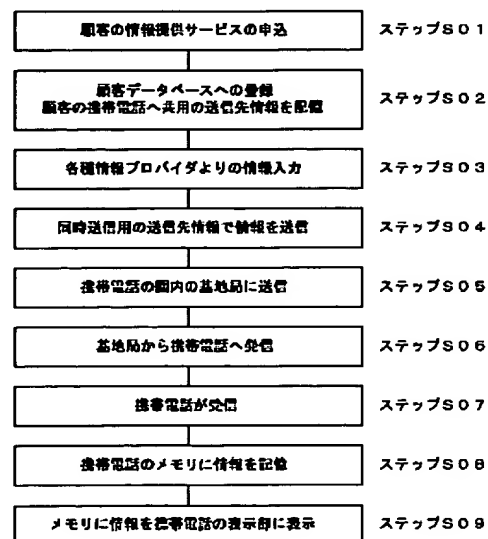 顧客の情報提供サービスの申込 ステップS01
顧客データベースへの登録
顧客の携帯電話へ共用の送信先情報を記憶 ステップS02
各種情報プロバイダよりの情報入力 ステップS03
同時送信用の送信先情報で情報を送信 ステップS04
携帯電話の圏内の基地局に送信 ステップS05
基地局から携帯電話へ発信 ステップS06
携帯電話が受信 ステップS07
携帯電話のメモリに情報を記憶 ステップS08
メモリに情報を携帯電話の表示部に表示 ステップS09